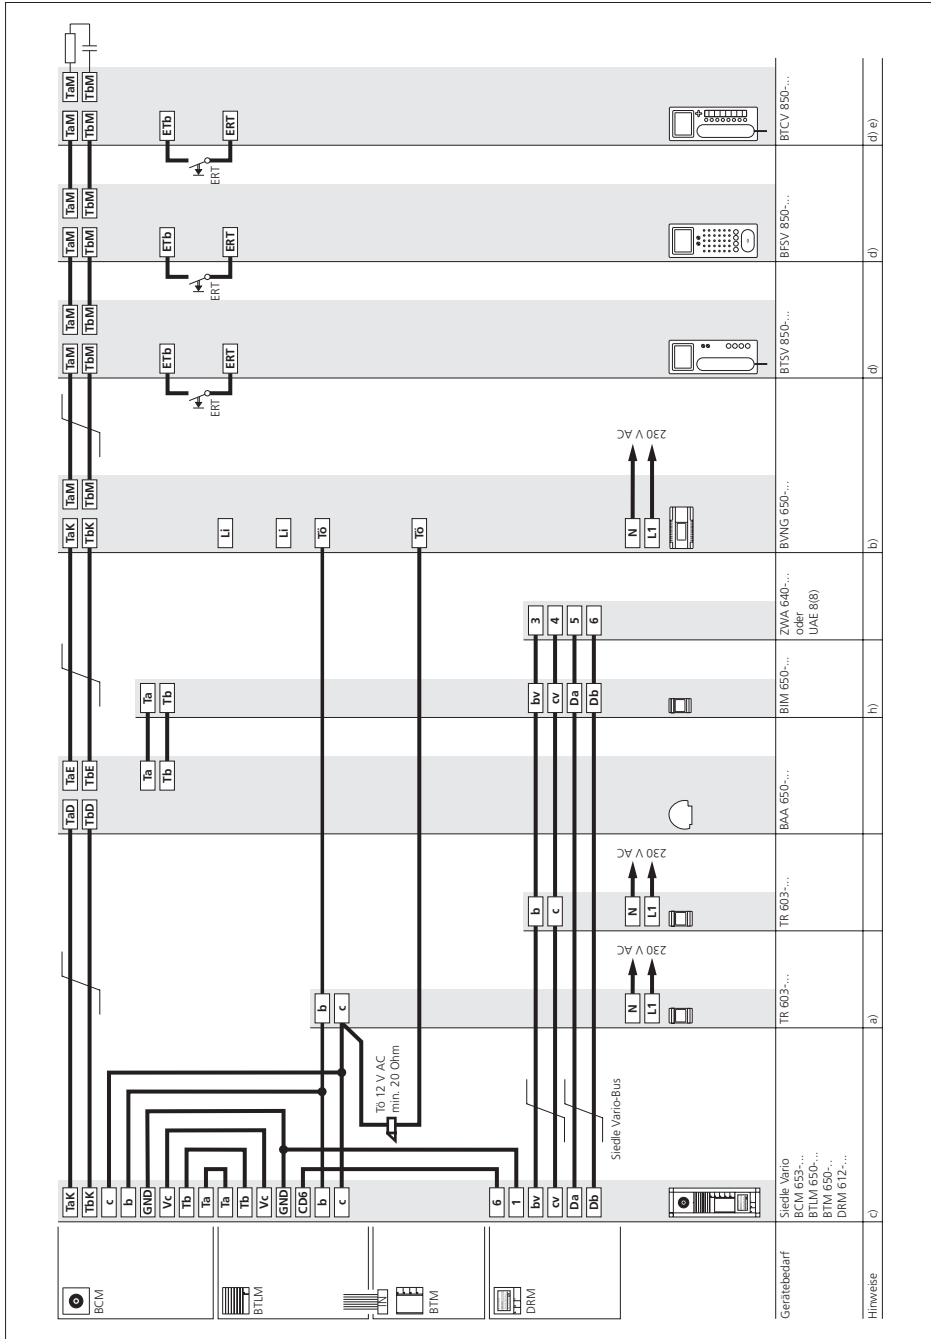 BCM
BTLM
IN
BTM
DRM
Gerätebedarf
Hinweise
TaK
TbK
c
b
GND
Vc
Tb
Ta
Ta
Tb
Vc
GND
CD6
b
c
6
1
bv
cv
Da
Db
Siedle Vario
BCM 653-...
BTLM 650-...
BTM 650-..
DRM 612-...
c)
Tö 12 V AC
min. 20 Ohm
Siedle Vario-Bus
b
c
N
L1
230 V AC
TR 603-...
a)
b
c
N
L1
230 V AC
TR 603-...
TaD
TbD
TaE
TbE
Ta
Tb
BAA 650-...
Ta
Tb
bv
cv
Da
Db
BIM 650-...
h)
3
4
5
6
ZWA 640-...
oder
UAE 8(8)
TaK
TbK
TaM
TbM
Li
Li
Tö
Tö
N
L1
230 V AC
BVNG 650-...
b)
TaM
TbM
TaM
TbM
ETb
ERT
ERT
BTSV 850-...
d)
TaM
TbM
TaM
TbM
ETb
ERT
ERT
BFSV 850-...
d)
TaM
TbM
TaM
TbM
ETb
ERT
ERT
BTCV 850-...
d) e)